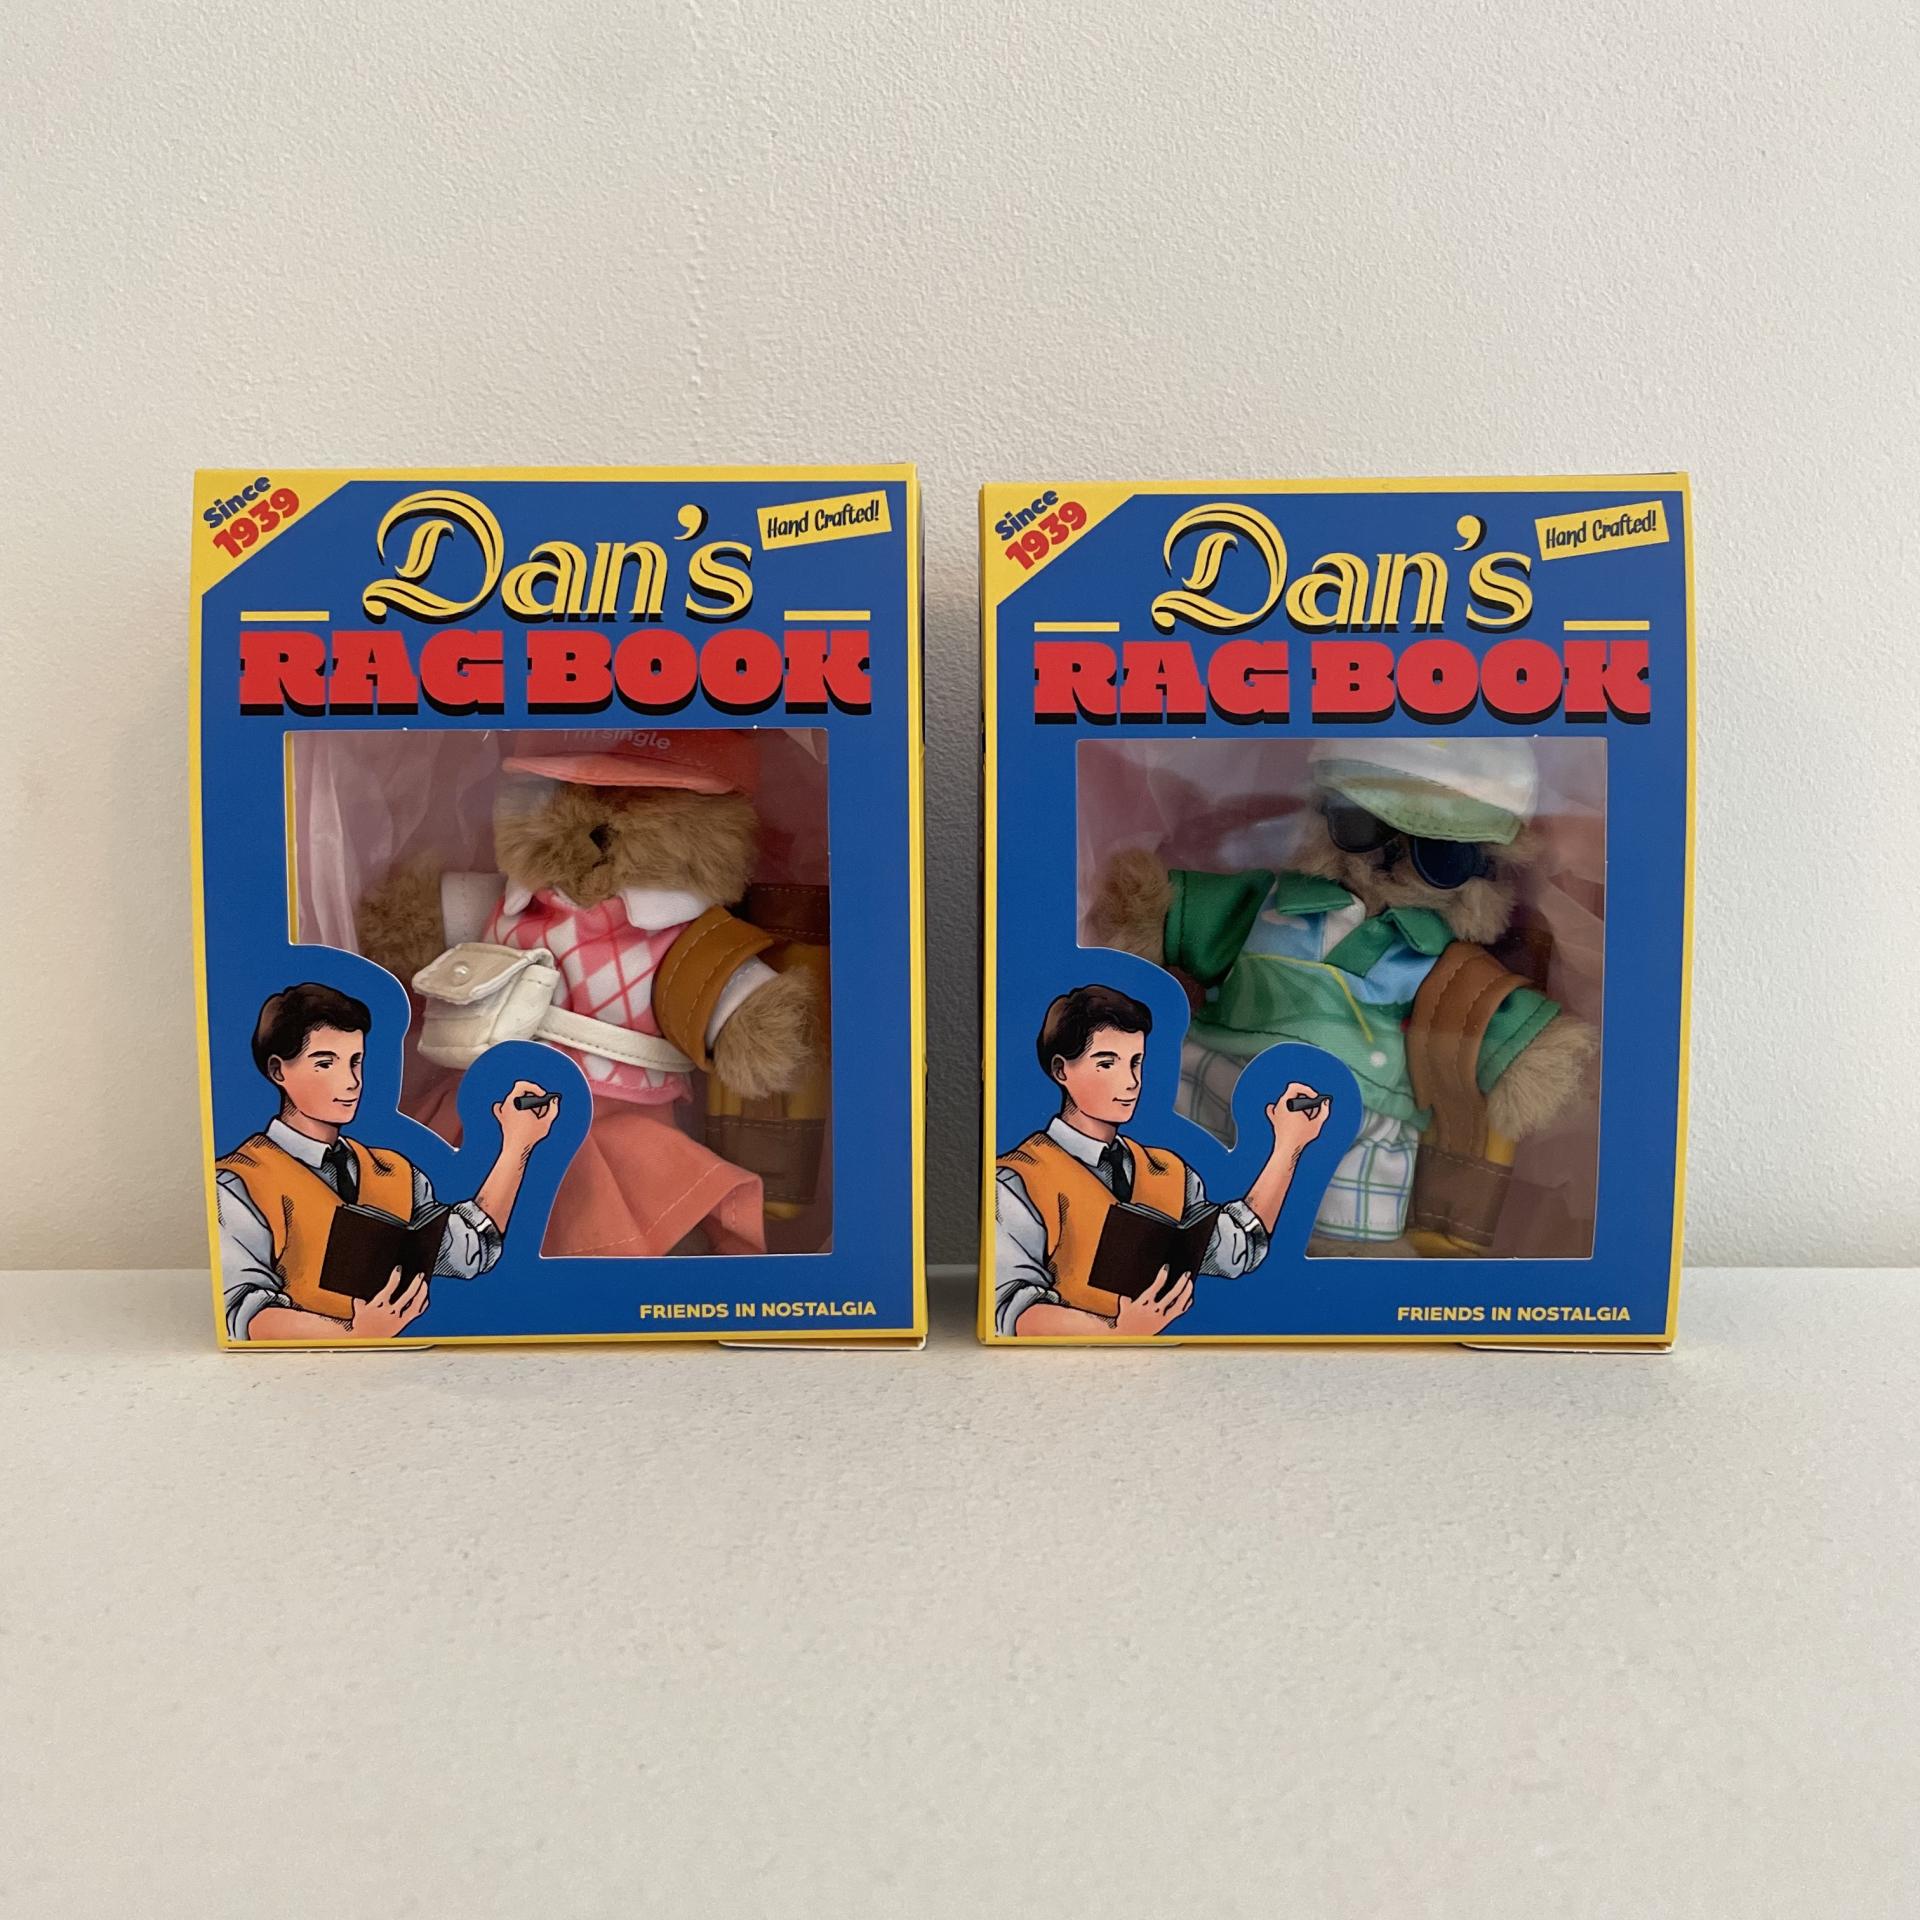 Since
1939
Dan's
Hand Crafted!
RAG BOOK
I'm single
FRIENDS IN NOSTALGIA
Since
1939
Dan's
Hand Crafted!
RAG BOOK
FRIENDS IN NOSTALGIA